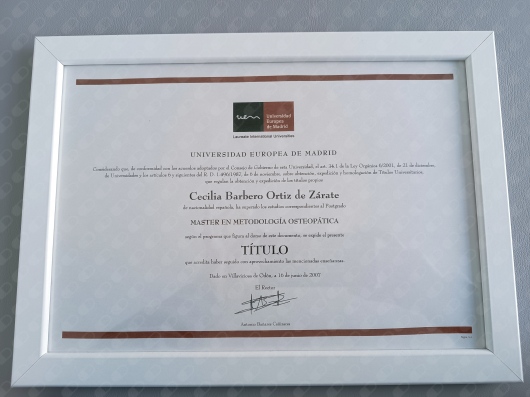 uem
Universidad
Europea
de Madrid
Laureate International Universities
UNIVERSIDAD EUROPEA DE MADRID
Considerando que, de conformidad con los acuerdos adoptados por el Consejo de Gobierno de esta Universidad, el art. 34.1 de la Ley Orgánica 6/2001, de 21 de diciembre,
de Universidades y los artículos 6 y siguientes del R. D. 1496/1987, de 6 de noviembre, sobre obtención, expedición y homologación de Títulos Universitarios,
que regulan la obtención y expedición de los títulos propios
Cecilia Barbero Ortiz de Zárate
de nacionalidad española, ha superado los estudios correspondientes al Postgrado
MASTER EN METODOLOGÍA OSTEOPÁTICA
según el programa que figura al dorso de este documento, se expide el presente
TÍTULO
que acredita haber seguido con aprovechamiento las mencionadas enseñanzas.
Dado en Villaviciosa de Odón, a 16 de junio de
El Rector
Antonio